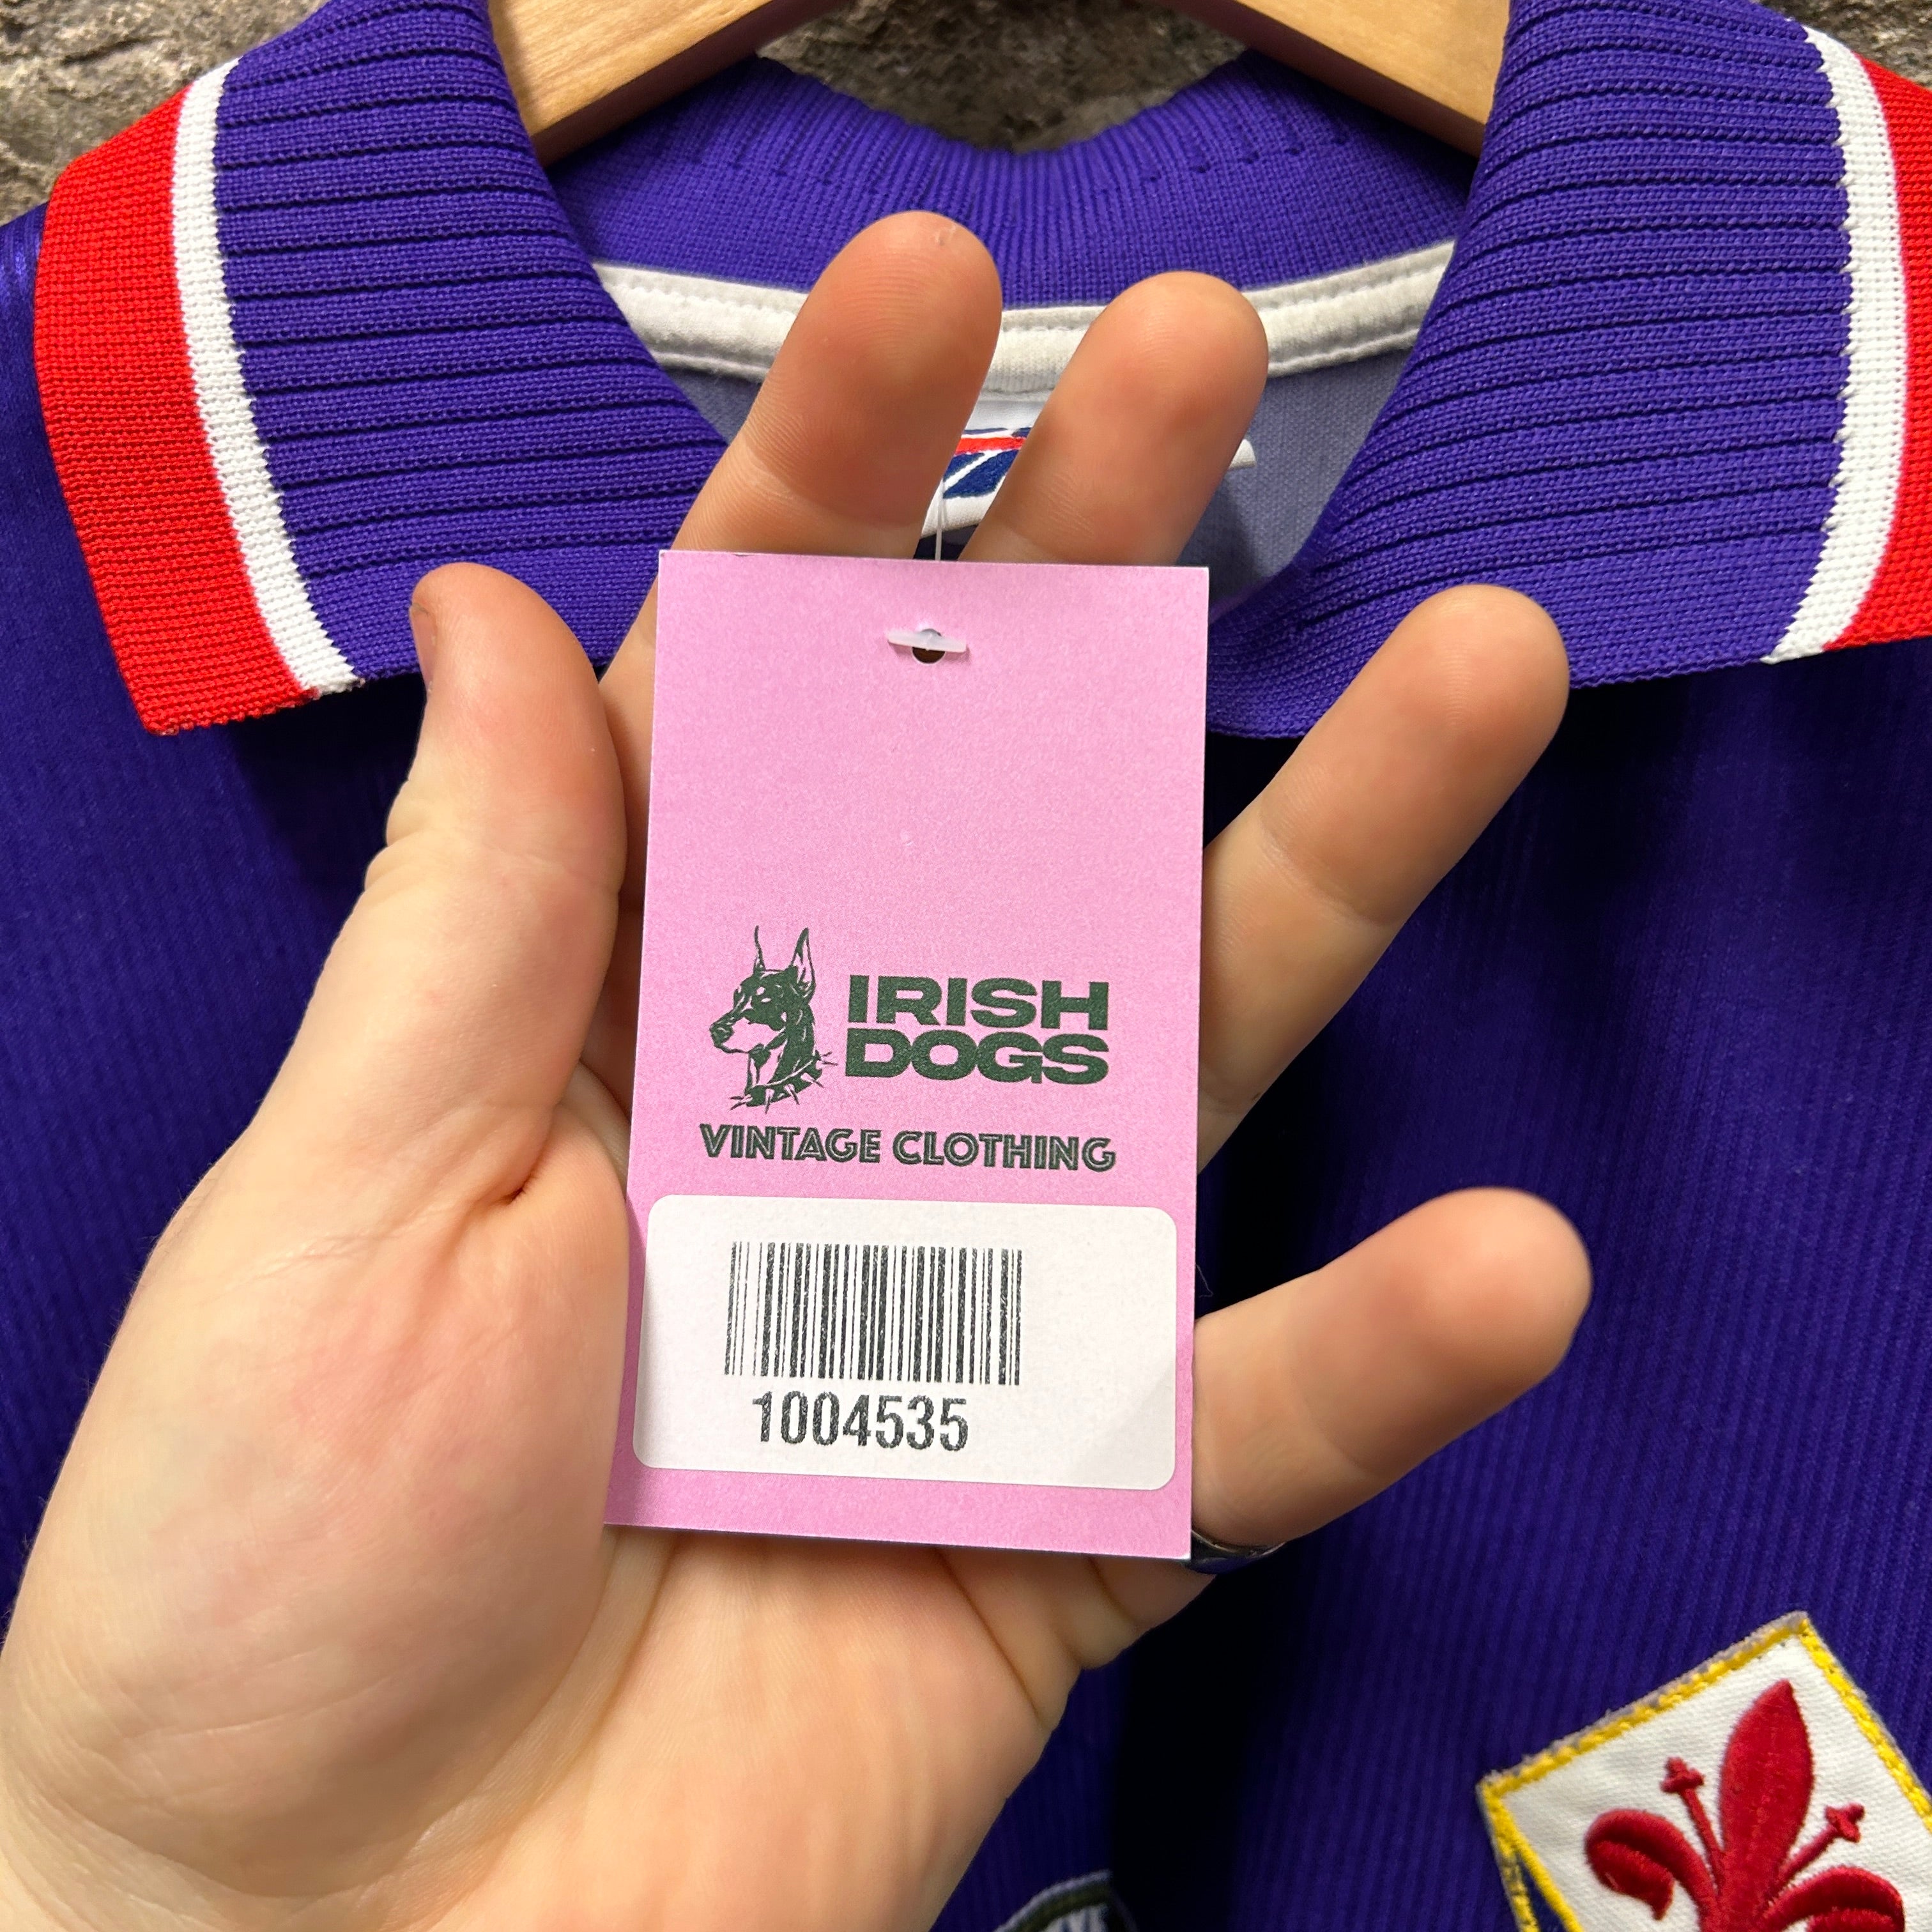 IRISH
DOGS
VINTAGE CLOTHING
1004535